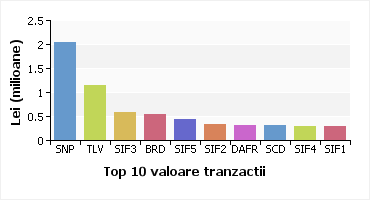 Lei (milioane)
2.5
2
1.5
1
0.5
0
SNP TLV SIF3 BRD SIF5 SIF2 DAFR SCD SIF4 SIF1
Top 10 valoare tranzactii